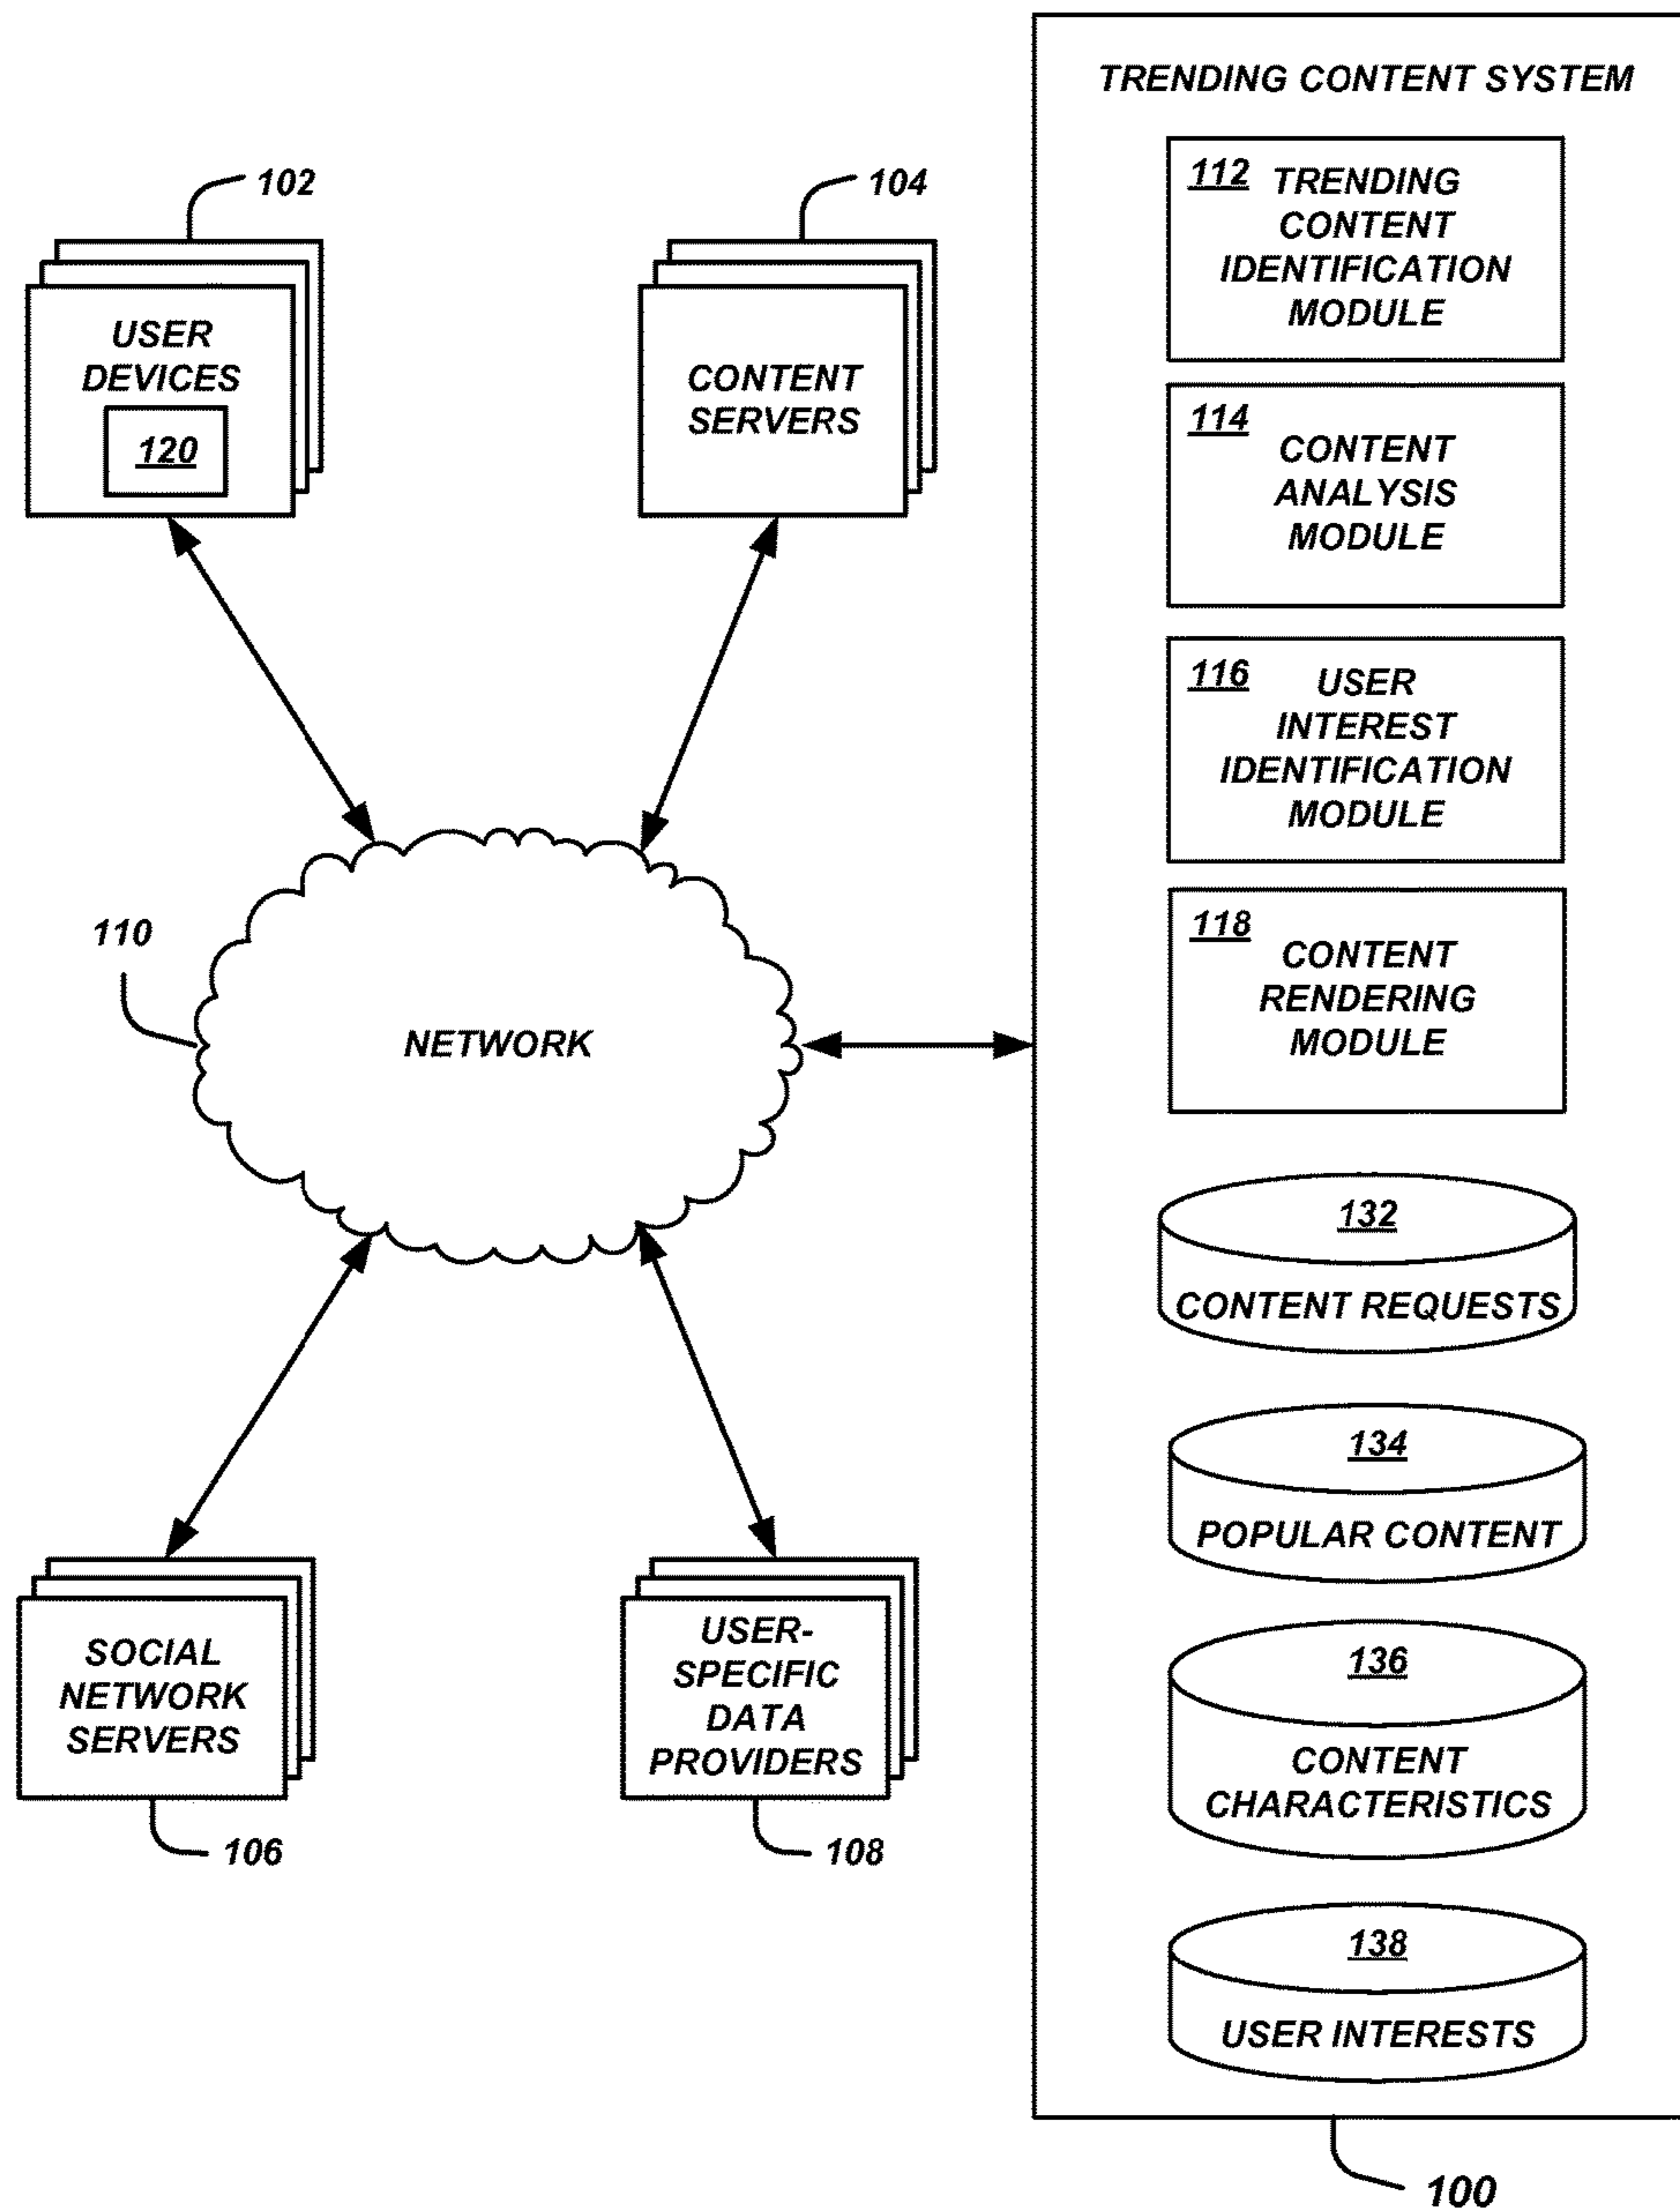 TRENDING CONTENT SYSTEM
102
USER
DEVICES
120
104
CONTENT
SERVERS
112 TRENDING
CONTENT
IDENTIFICATION
MODULE
114
CONTENT
ANALYSIS
MODULE
116 USER
INTEREST
IDENTIFICATION
MODULE
118
CONTENT
RENDERING
MODULE
110
NETWORK
132
CONTENT REQUESTS
134
POPULAR CONTENT
136
CONTENT
CHARACTERISTICS
138
USER INTERESTS
SOCIAL
NETWORK
SERVERS
106
USER-
SPECIFIC
DATA
PROVIDERS
108
100